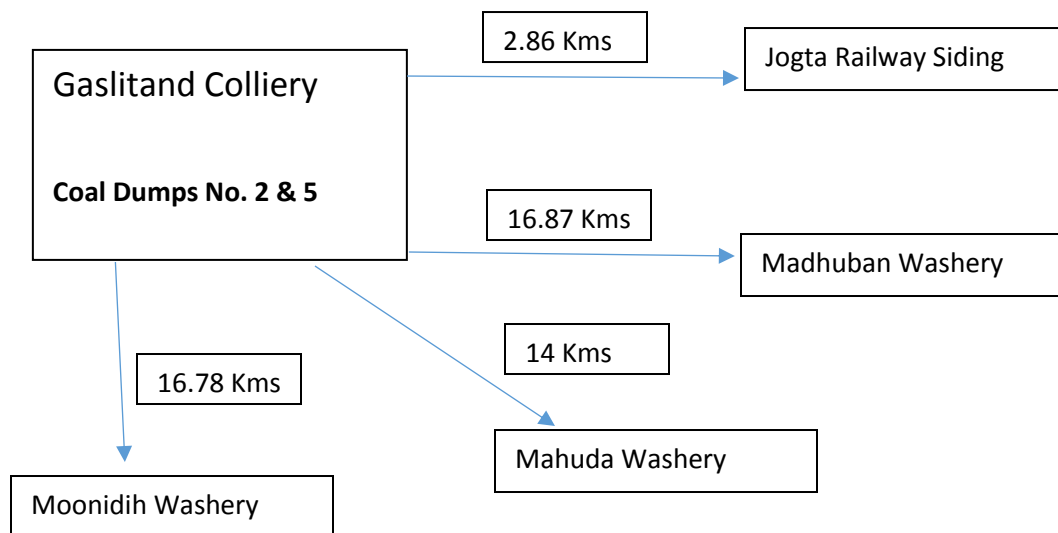 2.86 Kms
Jogta Railway Siding
Gaslitand Colliery
Coal Dumps No. 2 & 5
16.87 Kms
Madhuban Washery
14 Kms
16.78 Kms
Mahuda Washery
Moonidih Washery